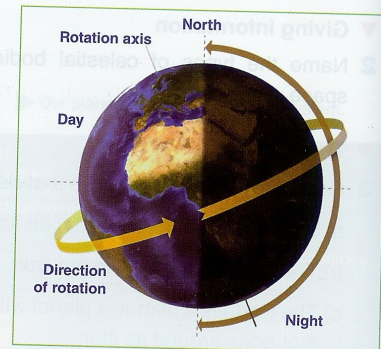 North
Rotation axis
Day
Direction
of rotation
Night